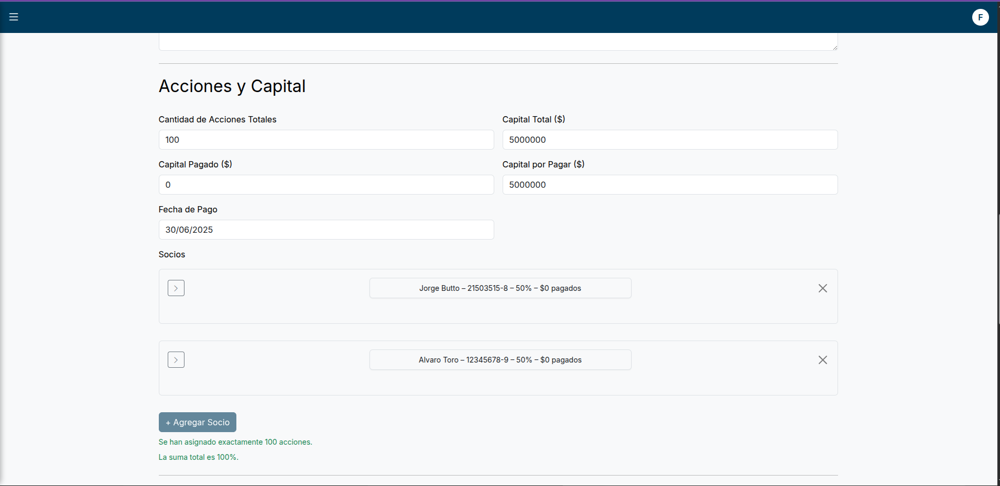 F
Acciones y Capital
Cantidad de Acciones Totales
Capital Total ($)
100
5000000
Capital Pagado ($)
Capital por Pagar ($)
0
5000000
Fecha de Pago
30/06/2025
Socios
Jorge Butto – 21503515-8 – 50% – $0 pagados
Alvaro Toro – 12345678-9 – 50% – $0 pagados
+ Agregar Socio
Se han asignado exactamente 100 acciones.
La suma total es 100%.